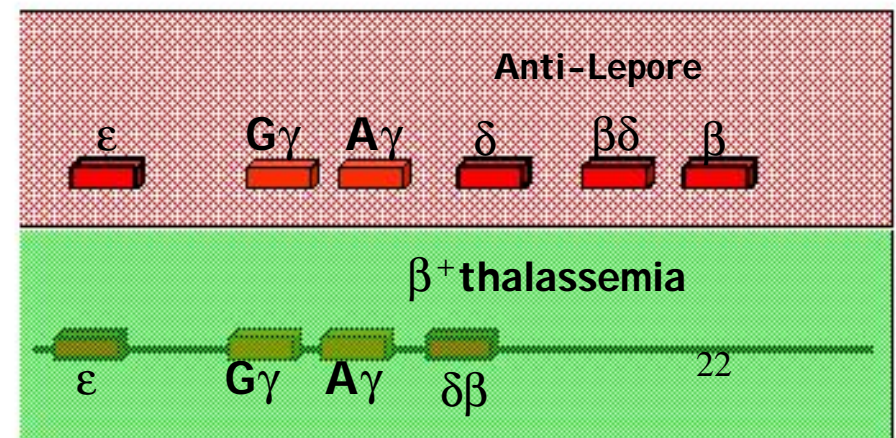 Anti-Lepore
ε Gγ Aγ δ βδ β
β+ thalassemia
22
ε Gγ Aγ δβ